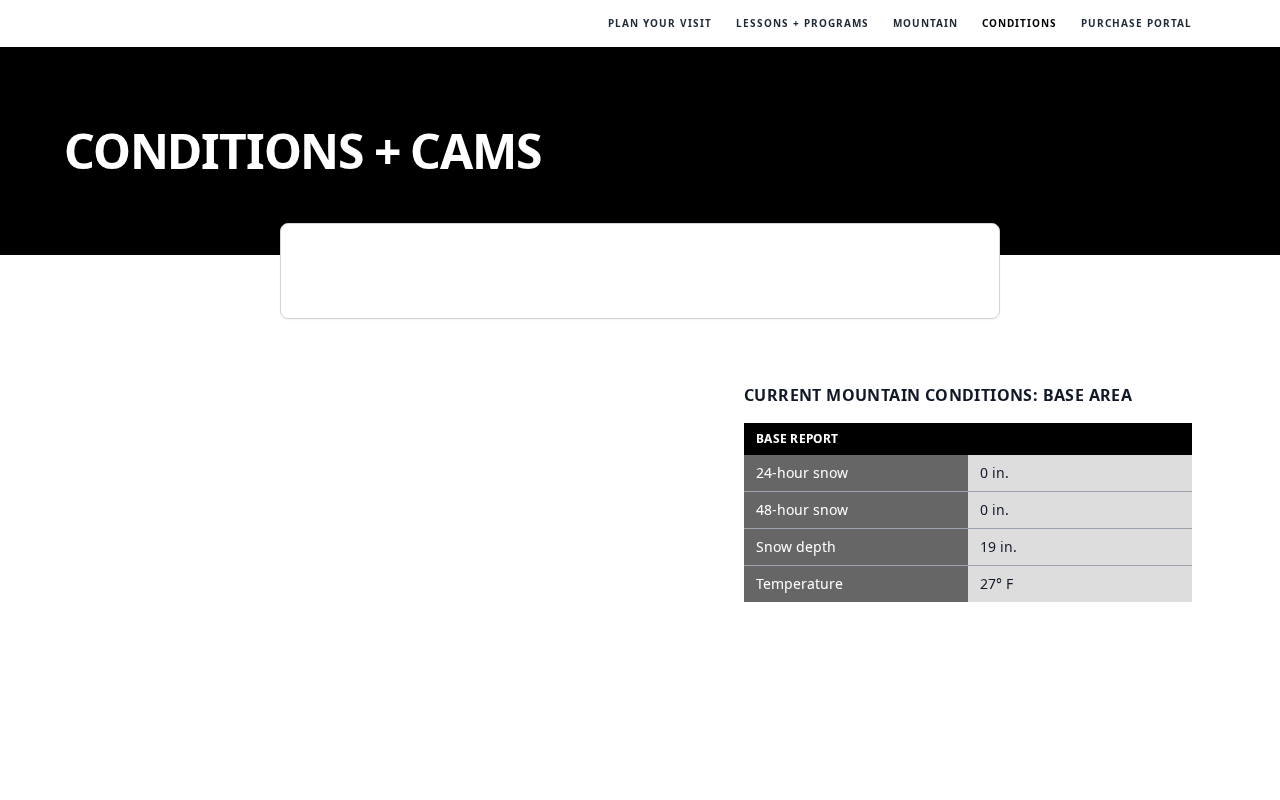 PLAN YOUR VISIT LESSONS + PROGRAMS MOUNTAIN CONDITIONS PURCHASE PORTAL
CONDITIONS + CAMS
CURRENT MOUNTAIN CONDITIONS: BASE AREA
BASE REPORT
24-hour snow 0 in.
48-hour snow 0 in.
Snow depth 19 in.
Temperature 27° F